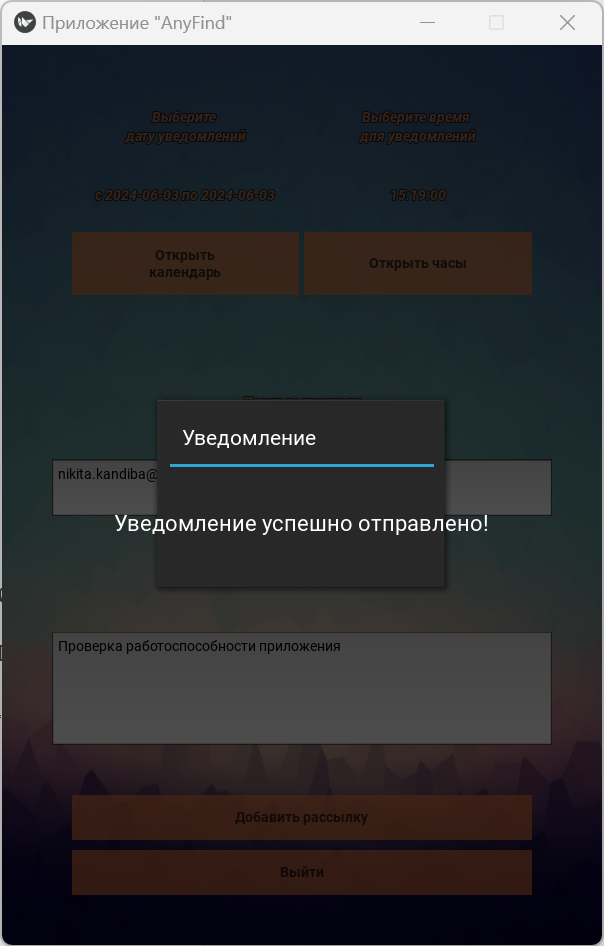 Приложение "AnyFind"
Выберите
дату уведомлений
Выберите время
для уведомлений
с 2024-06-03 по 2024-06-03
15:19:00
Открыть
календарь
Открыть часы
Уведомление
nikita.kandiba@
Уведомление успешно отправлено!
Проверка работоспособности приложения
Добавить рассылку
Выйти